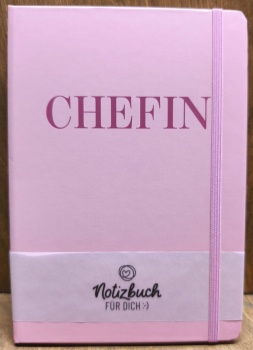 CHEFIN
Notizbuch
FÜR DICH :-)